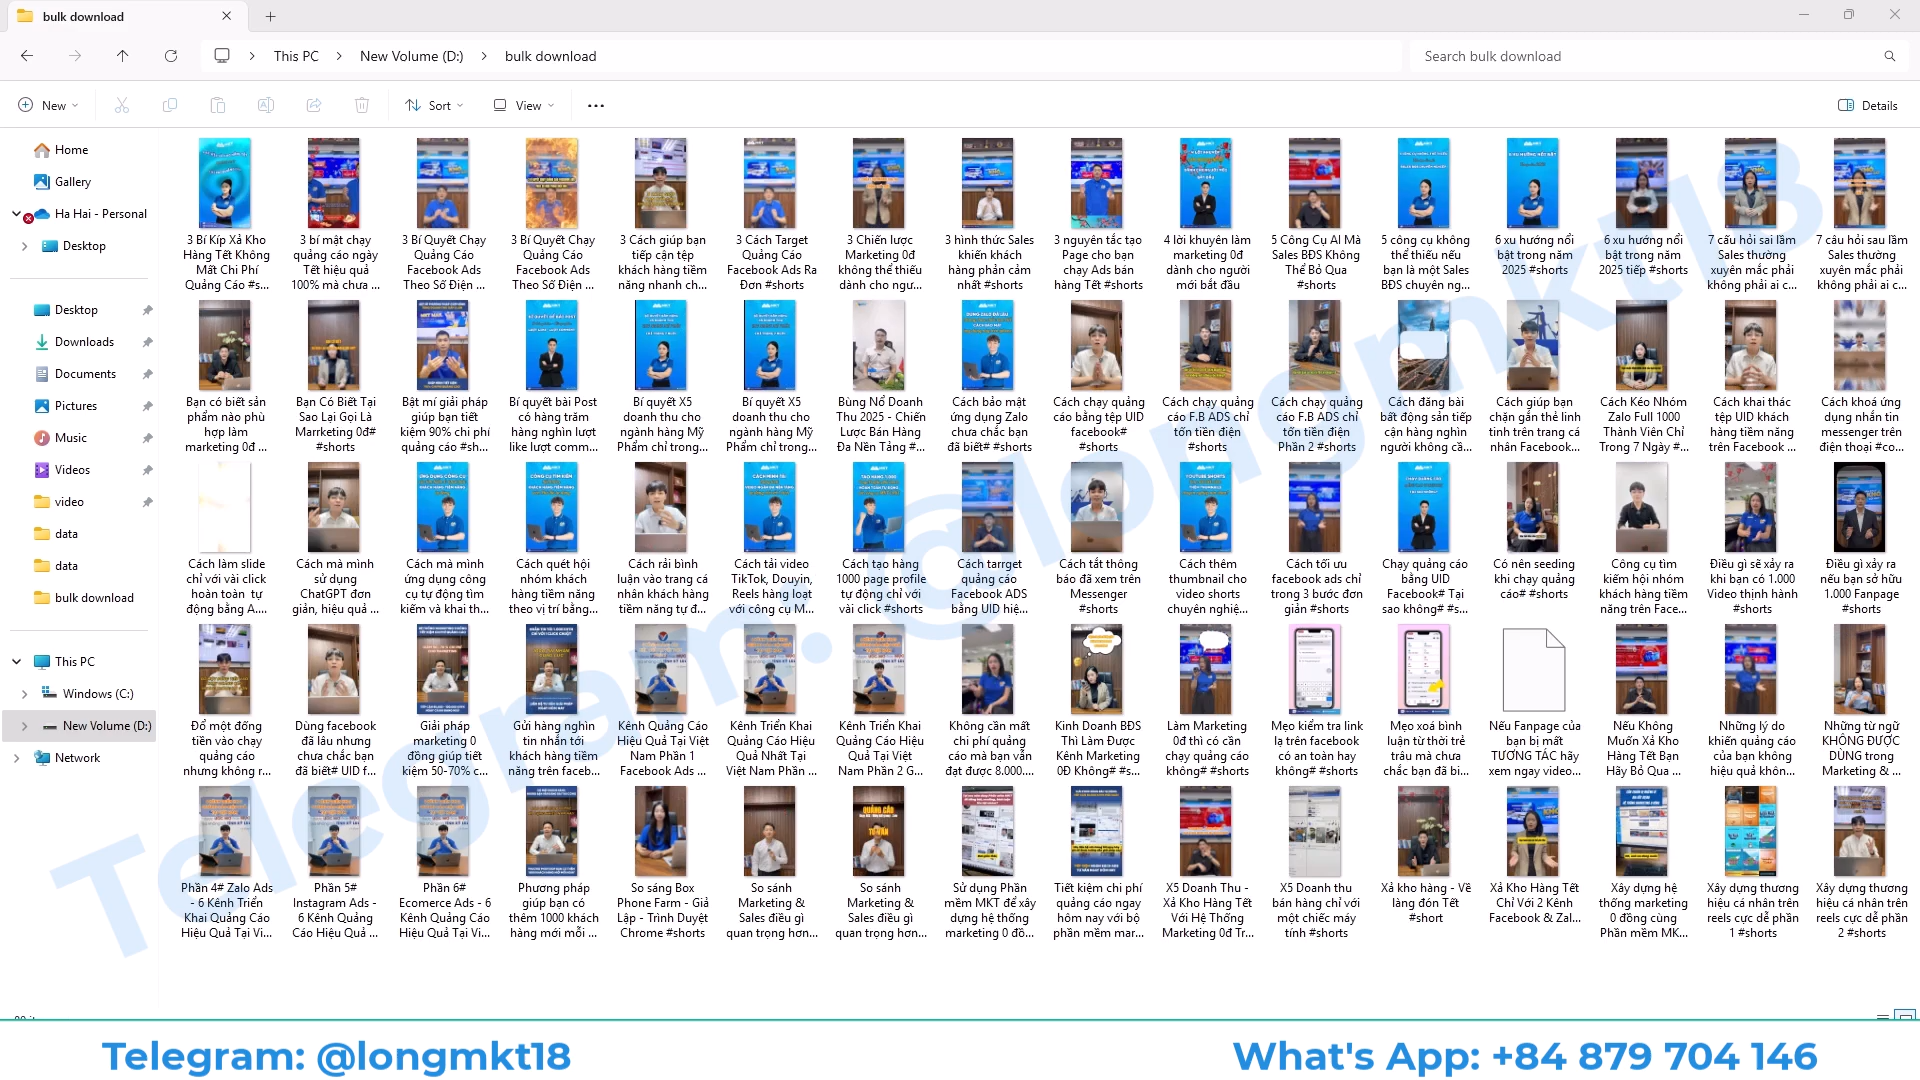 bulk download
This PC
New Volume (D:)
bulk download
Search bulk download
New
Sort
View
Details
Home
Gallery
Ha Hai - Personal
Desktop
Desktop
Downloads
Documents
Pictures
Music
Videos
video
data
data
bulk download
This PC
Windows (C:)
New Volume (D:)
Network
3 Bí Kíp Xả Kho
Hàng Tết Không
Mất Chi Phí
Quảng Cáo #s...
3 bí mật chạy
quảng cáo ngày
Tết hiệu quả
100% mà chưa ...
3 Bí Quyết Chạy
Quảng Cáo
Facebook Ads
Theo Số Điện ...
3 Bí Quyết Chạy
Quảng Cáo
Facebook Ads
Theo Số Điện ...
3 Cách giúp bạn
tiếp cận tệp
khách hàng tiềm
năng nhanh ch...
3 Cách Target
Quảng Cáo
Facebook Ads Ra
Đơn #shorts
3 Chiến lược
Marketing 0đ
không thể thiếu
dành cho ngư...
3 hình thức Sales
khiến khách
hàng phản cảm
nhất #shorts
3 nguyên tắc tạo
Page cho bạn
chạy Ads bán
hàng Tết #shorts
4 lời khuyên làm
marketing 0đ
dành cho người
mới bắt đầu
5 Công Cụ AI Mà
Sales BĐS Không
Thể Bỏ Qua
#shorts
5 công cụ không
thể thiếu nếu
bạn là một Sales
BĐS chuyên ng...
6 xu hướng nổi
bật trong năm
2025 #shorts
6 xu hướng nổi
bật trong năm
2025 tiếp #shorts
7 cấu hỏi sai lầm
Sales thường
xuyên mắc phải
không phải ai c...
7 câu hỏi sau lầm
Sales thường
xuyên mắc phải
không phải ai c...
Bạn có biết sản
phẩm nào phù
hợp làm
marketing 0đ ...
Bạn Có Biết Tại
Sao Lại Gọi Là
Marketing 0đ#
#shorts
Bật mí giải pháp
giúp bạn tiết
kiệm 90% chi phí
quảng cáo #sh...
Bí quyết bài Post
có hàng trăm
hàng nghìn lượt
like lượt comm...
Bí quyết X5
doanh thu cho
ngành hàng Mỹ
Phẩm chỉ trong...
Bí quyết X5
doanh thu cho
ngành hàng Mỹ
Phẩm chỉ trong...
Bùng Nổ Doanh
Thu 2025 - Chiến
Lược Bán Hàng
Đa Nền Tảng #...
Cách bảo mật
ứng dụng Zalo
chưa chắc bạn
đã biết# #shorts
Cách chạy quảng
cáo bằng tệp UID
facebook#
#shorts
Cách chạy quảng
cáo F.B ADS chỉ
tốn tiền điện
#shorts
Cách chạy quảng
cáo F.B ADS chỉ
tốn tiền điện
Phần 2 #shorts
Cách đăng bài
bất động sản tiếp
cận hàng nghìn
người không cầ...
Cách giúp bạn
chặn gắn thẻ linh
tinh trên trang cá
nhân Facebook...
Cách Kéo Nhóm
Zalo Full 1000
Thành Viên Chỉ
Trong 7 Ngày #...
Cách khai thác
tệp UID khách
hàng tiềm năng
trên Facebook ...
Cách khoá ứng
dụng nhắn tin
messenger trên
điện thoại #co...
Cách làm slide
chỉ với vài click
hoàn toàn tự
động bằng A....
Cách mà mình
sử dụng
ChatGPT đơn
giản, hiệu quả ...
Cách mà mình
ứng dụng công
cụ tự động tìm
kiếm và khai th...
Cách quét hội
nhóm khách
hàng tiềm năng
theo vị trí bằng...
Cách rải bình
luận vào trang cá
nhân khách hàng
tiềm năng tự đ...
Cách tải video
TikTok, Douyin,
Reels hàng loạt
với công cụ M...
Cách tạo hàng
1000 page profile
tự động chỉ với
vài click #shorts
Cách tarrget
quảng cáo
Facebook ADS
bằng UID hiệ...
Cách tắt thông
báo đã xem trên
Messenger
#shorts
Cách thêm
thumbnail cho
video shorts
chuyên nghiệ...
Cách tối ưu
facebook ads chỉ
trong 3 bước đơn
giản #shorts
Chạy quảng cáo
bằng UID
Facebook# Tại
sao không# #s...
Có nên seeding
khi chạy quảng
cáo# #shorts
Công cụ tìm
kiếm hội nhóm
khách hàng tiềm
năng trên Face...
Điều gì sẽ xảy ra
khi bạn có 1.000
Video thịnh hành
#shorts
Điều gì xảy ra
nếu bạn sở hữu
1.000 Fanpage
#shorts
Đổ một đống
tiền vào chạy
quảng cáo
nhưng không r...
Dùng facebook
đã lâu nhưng
chưa chắc bạn
đã biết# UID f...
Giải pháp
marketing 0
đồng giúp tiết
kiệm 50-70% c...
Gửi hàng nghìn
tin nhắn tới
khách hàng tiềm
năng trên faceb...
Kênh Quảng Cáo
Hiệu Quả Tại Việt
Nam Phần 1
Facebook Ads ...
Kênh Triển Khai
Quảng Cáo Hiệu
Quả Nhất Tại
Việt Nam Phần ...
Kênh Triển Khai
Quảng Cáo Hiệu
Quả Tại Việt
Nam Phần 2 G...
Không cần mất
chi phí quảng
cáo mà bạn vẫn
đạt được 8.000....
Kinh Doanh BĐS
Thì Làm Được
Kênh Marketing
0Đ Không# #s...
Làm Marketing
0đ thì có cần
chạy quảng cáo
không# #shorts
Mẹo kiểm tra link
lạ trên facebook
có an toàn hay
không# #shorts
Mẹo xoá bình
luận từ thời trẻ
trâu mà chưa
chắc bạn đã bi...
Nếu Fanpage của
bạn bị mất
TƯƠNG TÁC hãy
xem ngay video...
Nếu Không
Muốn Xả Kho
Hàng Tết Bạn
Hãy Bỏ Qua ...
Những lý do
khiến quảng cáo
của bạn không
hiệu quả khôn...
Những từ ngữ
KHÔNG ĐƯỢC
DÙNG trong
Marketing & ...
Phần 4# Zalo Ads
- 6 Kênh Triển
Khai Quảng Cáo
Hiệu Quả Tại Vi...
Phần 5#
Instagram Ads -
6 Kênh Quảng
Cáo Hiệu Quả ...
Phần 6#
Ecomerce Ads - 6
Kênh Quảng Cáo
Hiệu Quả Tại Vi...
Phương pháp
giúp bạn có
thêm 1000 khách
hàng mới mỗi ...
So sáng Box
Phone Farm - Giả
Lập - Trình Duyệt
Chrome #shorts
So sánh
Marketing &
Sales điều gì
quan trọng hơn...
So sánh
Marketing &
Sales điều gì
quan trọng hơn...
Sử dụng Phần
mềm MKT để xây
dựng hệ thống
marketing 0 đồ...
Tiết kiệm chi phí
quảng cáo ngay
hôm nay với bộ
phần mềm mar...
X5 Doanh Thu -
Xả Kho Hàng Tết
Với Hệ Thống
Marketing 0đ Tr...
X5 Doanh thu
bán hàng chỉ với
một chiếc máy
tính #shorts
Xả kho hàng - Về
làng đón Tết
#short
Xả Kho Hàng Tết
Chỉ Với 2 Kênh
Facebook & Zal...
Xây dựng hệ
thống marketing
0 đồng cùng
Phần mềm MK...
Xây dựng thương
hiệu cá nhân trên
reels cực dễ phần
1 #shorts
Xây dựng thương
hiệu cá nhân trên
reels cực dễ phần
2 #shorts
Telegram: @longmkt18
Telegram: @longmkt18
What's App: +84 879 704 146